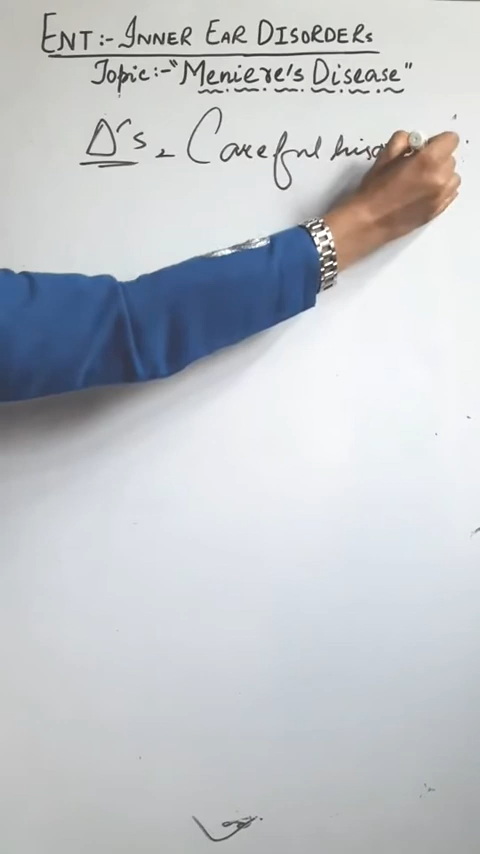 ENT:- INNER EAR DISORDERS
Topic:- "Meniere's Disease"
Δ's - Careful